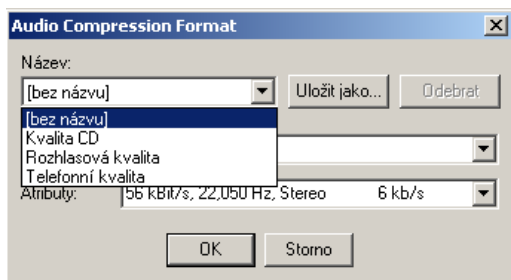 Audio Compression Format
Název:
[bez názvu] Uložit jako... Odebrat
[bez názvu]
Kvalita CD
Rozhlasová kvalita
Telefonní kvalita
Atributy: 56 kBit/s, 22,050 Hz, Stereo 6 kb/s
OK Storno